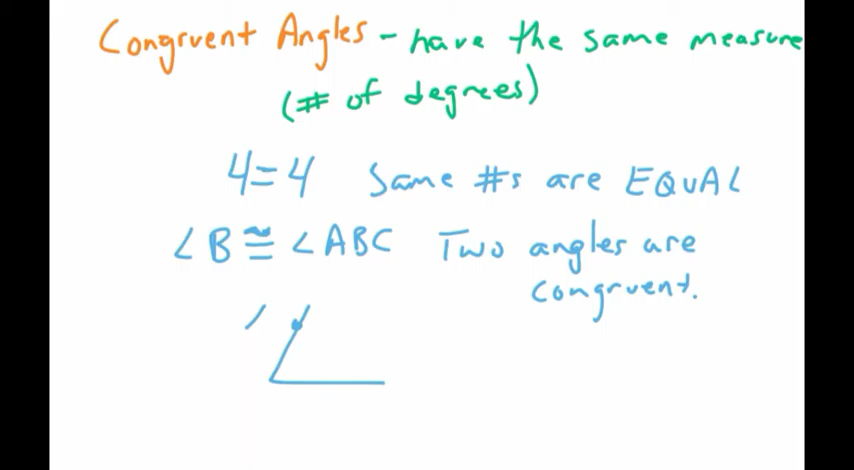 Congruent Angles - have the same measure
(# of degrees)
4=4 Same #s are EQUAL
∠B ≅ ∠ABC Two angles are
congruent.